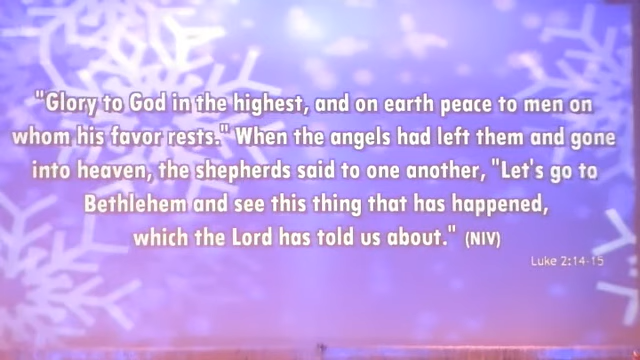 "Glory to God in the highest, and on earth peace to men on
whom his favor rests." When the angels had left them and gone
into heaven, the shepherds said to one another, "Let's go to
Bethlehem and see this thing that has happened,
which the Lord has told us about." (NIV)
Luke 2:14-15